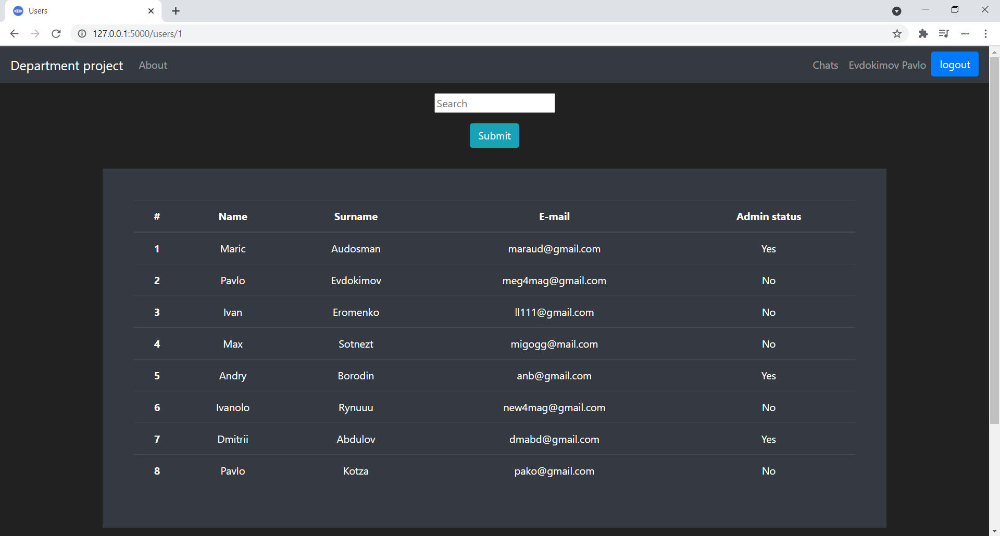 Users
127.0.0.1:5000/users/1
Department project About Chats Evdokimov Pavlo logout
Search
Submit
# Name Surname E-mail Admin status
1 Maric Audosman maraud@gmail.com Yes
2 Pavlo Evdokimov meg4mag@gmail.com No
3 Ivan Eromenko ll111@gmail.com No
4 Max Sotnezt migogg@mail.com No
5 Andry Borodin anb@gmail.com Yes
6 Ivanolo Rynuuu new4mag@gmail.com No
7 Dmitrii Abdulov dmabd@gmail.com Yes
8 Pavlo Kotza pako@gmail.com No